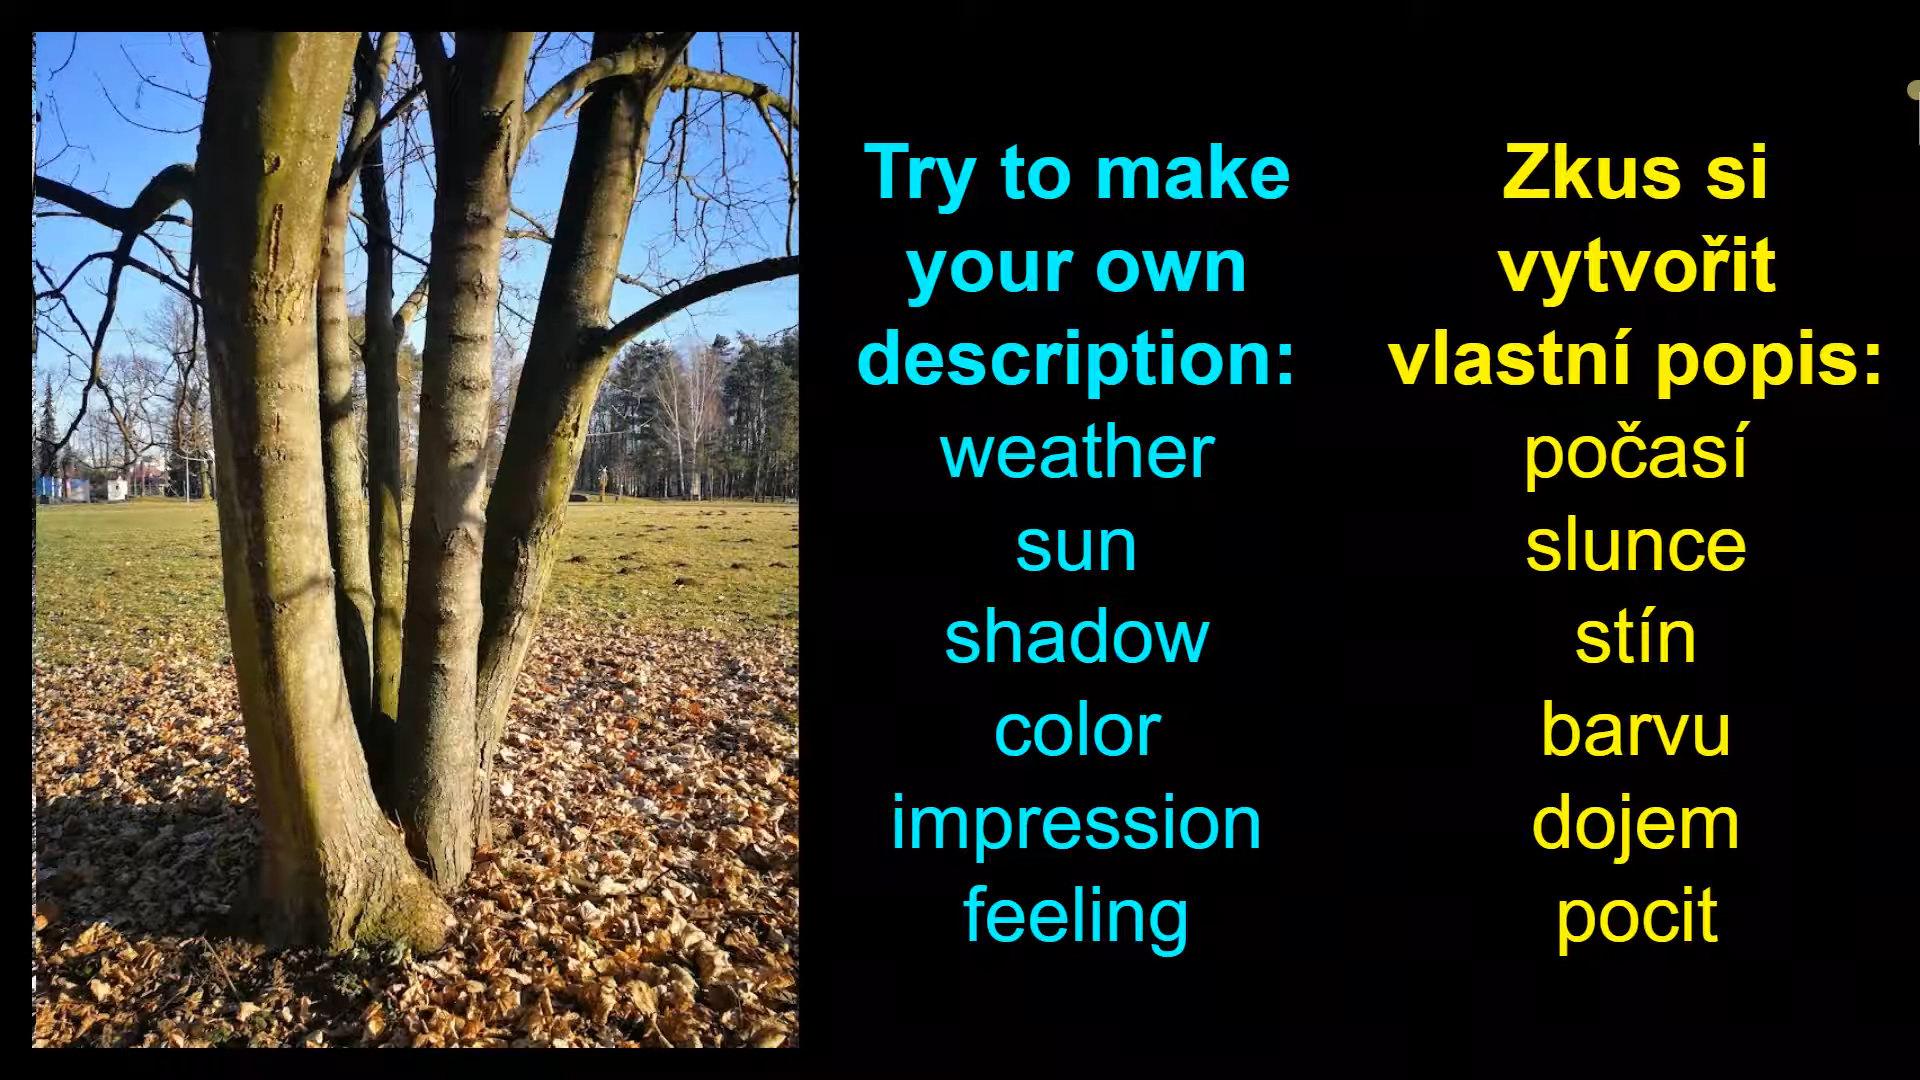 Try to make
your own
description:
weather
sun
shadow
color
impression
feeling
Zkus si
vytvořit
vlastní popis:
počasí
slunce
stín
barvu
dojem
pocit